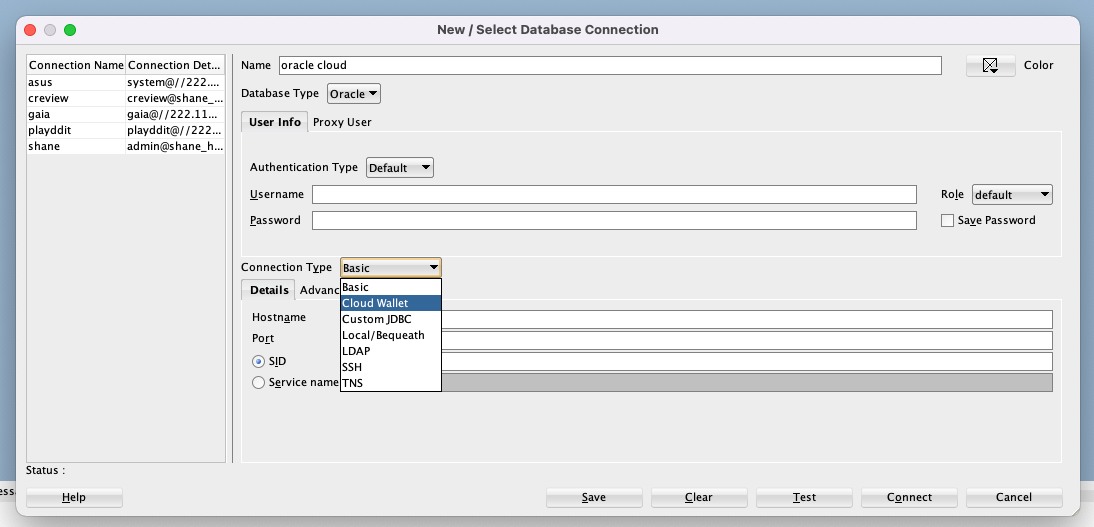 New / Select Database Connection
Connection Name Connection Det...
asus system@//222....
creview creview@shane_...
gaia gaia@//222.11...
playddit playddit@//222...
shane admin@shane_h...
Name oracle cloud Color
Database Type Oracle
User Info Proxy User
Authentication Type Default
Username Role default
Password Save Password
Connection Type Basic
Basic
Details Advanc
Cloud Wallet
Hostname Custom JDBC
Port Local/Bequeath
LDAP
SID SSH
Service name TNS
Status :
Help Save Clear Test Connect Cancel